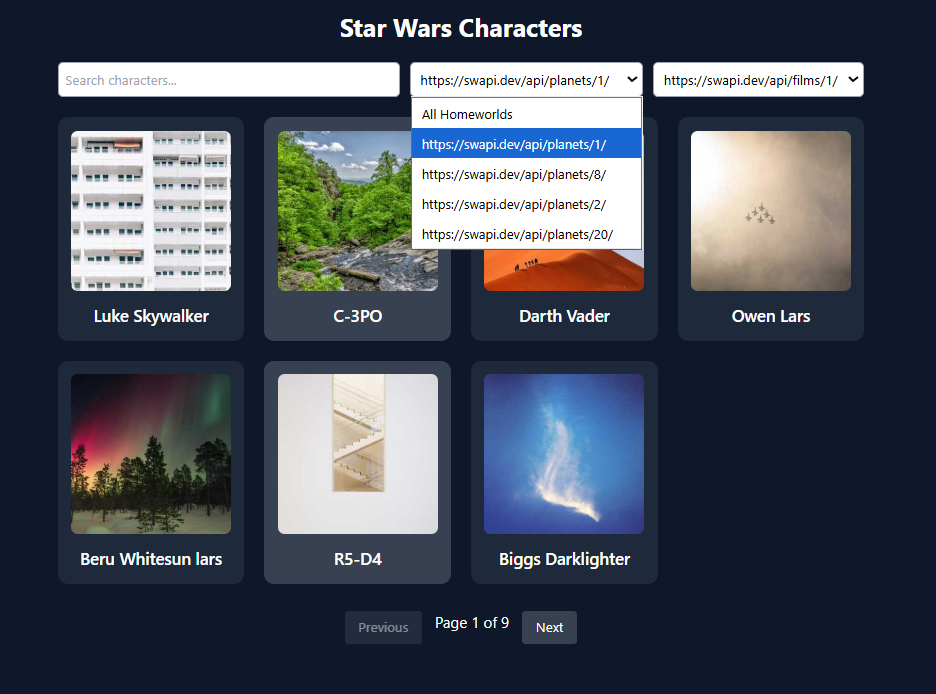 Star Wars Characters
Search characters...
https://swapi.dev/api/planets/1/
https://swapi.dev/api/films/1/
All Homeworlds
https://swapi.dev/api/planets/1/
https://swapi.dev/api/planets/8/
https://swapi.dev/api/planets/2/
https://swapi.dev/api/planets/20/
Luke Skywalker
C-3PO
Darth Vader
Owen Lars
Beru Whitesun lars
R5-D4
Biggs Darklighter
Previous
Page 1 of 9
Next